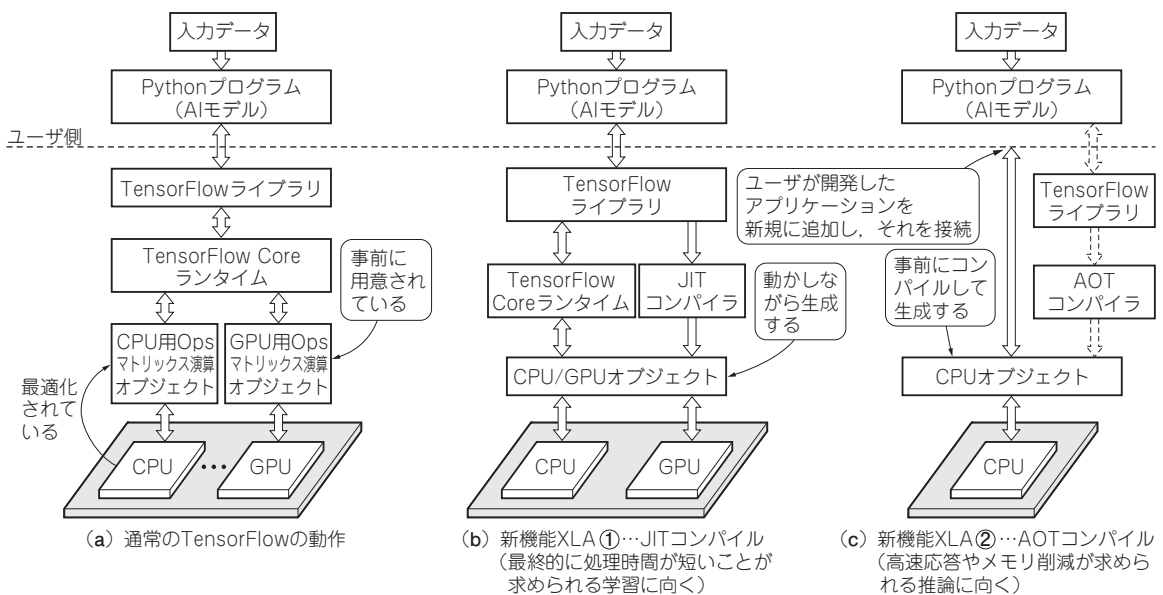 入力データ
Pythonプログラム
(AIモデル)
ユーザ側
TensorFlowライブラリ
TensorFlow Core
ランタイム
事前に
用意され
ている
CPU用Ops
マトリックス演算
オブジェクト
GPU用Ops
マトリックス演算
オブジェクト
最適化
されて
いる
CPU
…
GPU
(a) 通常のTensorFlowの動作
入力データ
Pythonプログラム
(AIモデル)
TensorFlow
ライブラリ
TensorFlow
Coreランタイム
JIT
コンパイラ
動かしな
がら生成
する
CPU/GPUオブジェクト
CPU
GPU
(b) 新機能XLA①…JITコンパイル
(最終的に処理時間が短いことが
求められる学習に向く)
入力データ
Pythonプログラム
(AIモデル)
ユーザが開発した
アプリケーションを
新規に追加し，それを接続
TensorFlow
ライブラリ
事前にコン
パイルして
生成する
AOT
コンパイラ
CPUオブジェクト
CPU
(c) 新機能XLA②…AOTコンパイル
(高速応答やメモリ削減が求めら
れる推論に向く)